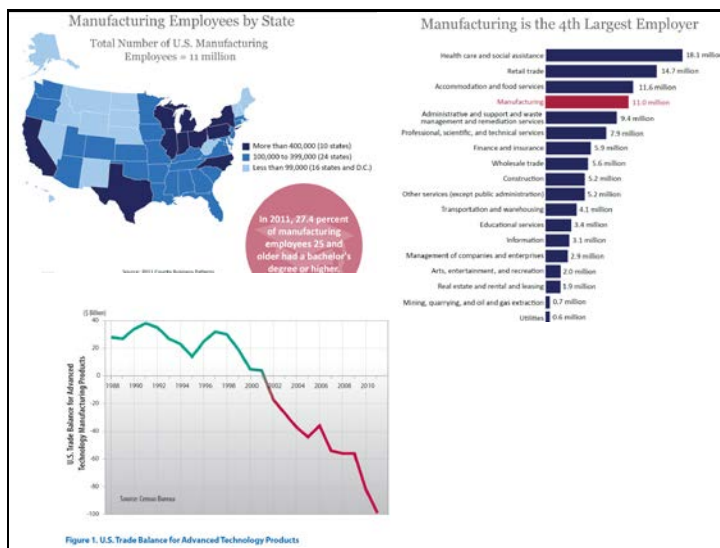 Manufacturing Employees by State
Total Number of U.S. Manufacturing
Employees = 11 million
More than 400,000 (10 states)
100,000 to 399,000 (24 states)
Less than 99,000 (16 states and D.C.)
In 2011, 27.4 percent
of manufacturing
employees 25 and
older had a bachelor's
degree or higher.
Source: 2011 County Business Patterns
Manufacturing is the 4th Largest Employer
Health care and social assistance 18.1 million
Retail trade 14.7 million
Accommodation and food services 11.6 million
Manufacturing 11.0 million
Administrative and support and waste
management and remediation services 9.4 million
Professional, scientific, and technical services 7.9 million
Finance and insurance 5.9 million
Wholesale trade 5.6 million
Construction 5.2 million
Other services (except public administration) 5.2 million
Transportation and warehousing 4.1 million
Educational services 3.4 million
Information 3.1 million
Management of companies and enterprises 2.9 million
Arts, entertainment, and recreation 2.0 million
Real estate and rental and leasing 1.9 million
Mining, quarrying, and oil and gas extraction 0.7 million
Utilities 0.6 million
($ Billion)
40
20
0
-20
-40
-60
-80
-100
1988 1990 1992 1994 1996 1998 2000 2002 2004 2006 2008 2010
U.S. Trade Balance for Advanced
Technology Manufacturing Products
Source: Census Bureau
Figure 1. U.S. Trade Balance for Advanced Technology Products